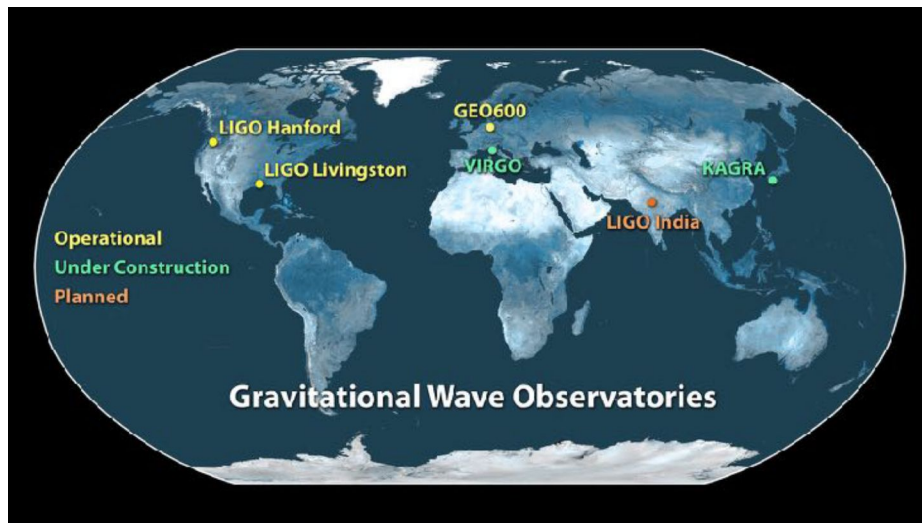 GEO600
LIGO Hanford
VIRGO
LIGO Livingston
KAGRA
LIGO India
Operational
Under Construction
Planned
Gravitational Wave Observatories